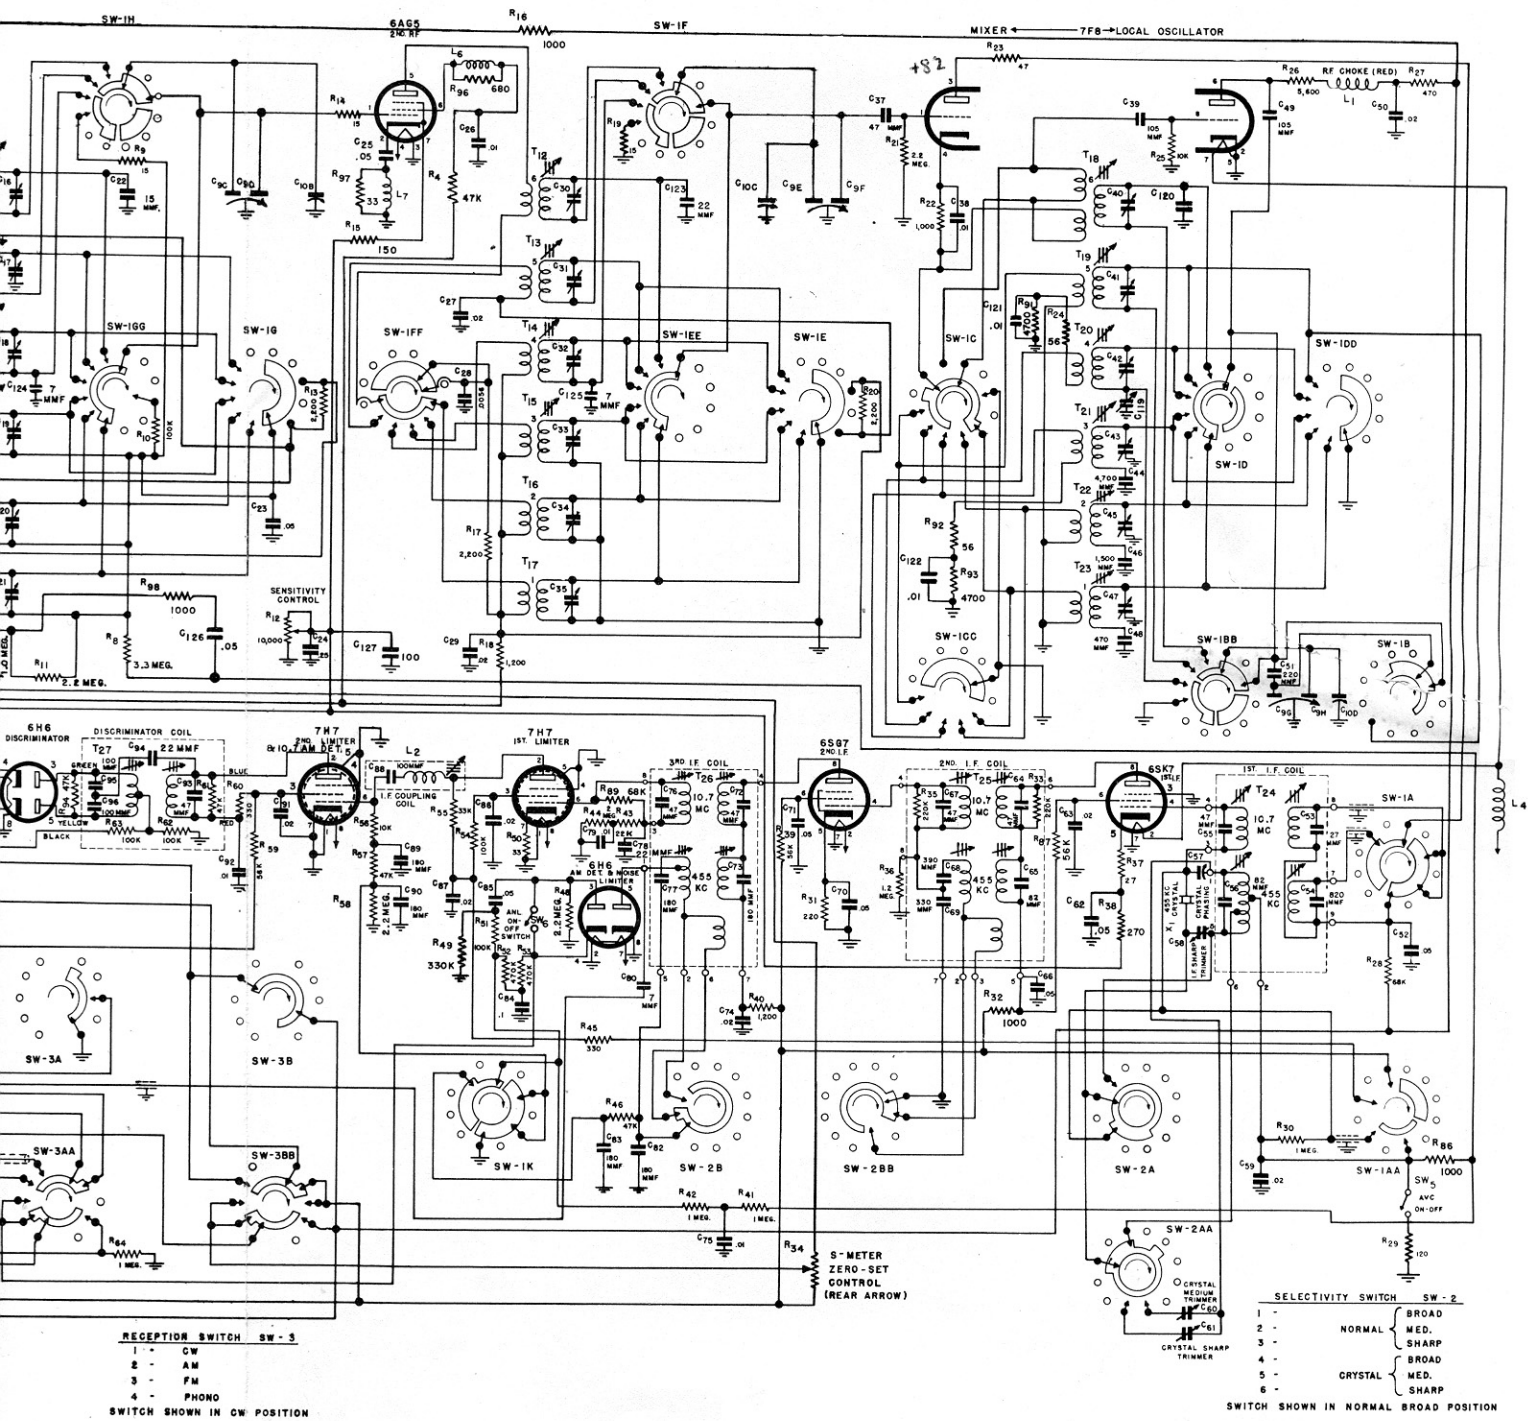 SW-1H
6AG5
2ND. RF
R16
1000
SW-1F
MIXER
7F8
LOCAL OSCILLATOR
+82
R23
47
R26
5,600
R.F. CHOKE (RED)
L1
R27
470
C49
105
MMF
C50
.02
C39
105
MMF
R25
10K
C37
47 MMF
R21
2.2
MEG.
L6
R96
680
R14
15
C26
.01
C25
.05
R97
33
L7
R4
47K
R15
150
R9
15
C22
15
MMF.
C9C
C9D
C10B
T12
C30
R19
15
C123
22
MMF
C10C
C9E
C9F
R22
1,000
C38
.01
T18
C40
C120
T13
C31
C27
.02
T19
C41
C121
.01
R91
4700
R24
56
SW-1GG
SW-1G
SW-1FF
T14
C32
SW-1EE
SW-1E
SW-1C
T20
C42
SW-1DD
C124
7
MMF
R10
100K
R13
2,200
C28
.0056
C125
7
MMF
R20
2,200
C119
T15
C33
T21
C43
C44
4,700
MMF
SW-1D
T16
C34
T22
C45
C46
1,500
MMF
C23
.05
R17
2,200
R92
56
C122
.01
R93
4700
T17
C35
T23
C47
C48
470
MMF
R98
1000
C126
.05
SENSITIVITY
CONTROL
R12
10,000
C24
.25
C127
100
C29
.02
R18
1,200
SW-1CC
SW-1BB
SW-1B
C51
220
MMF
C9G
C9H
C10D
R8
3.3 MEG.
R11
2.2 MEG.
6H6
DISCRIMINATOR
DISCRIMINATOR COIL
T27
C94
22 MMF
GREEN
BLUE
YELLOW
RED
BLACK
R94
47K
100
MMF
C95
C96
100 MMF
C93
47
MMF
R61
R60
330
R63
100K
R62
100K
C92
.01
R59
56K
C91
.02
7H7
2ND. LIMITER
& 10.7 AM DET.
C88
100MMF
L2
I.F. COUPLING
COIL
R56
10K
R57
47K
C89
180
MMF
R58
2.2 MEG.
C90
180
MMF
7H7
1ST. LIMITER
R55
33K
R54
100K
C86
.02
R50
33
C87
.02
C85
.05
R51
100K
R49
330K
R52
470K
R53
470K
C84
.1
ANL
ON-
OFF
SWITCH
SW6
R48
2.2 MEG.
6H6
AM DET. & NOISE
LIMITER
R89
68K
R44
2
MEG
R43
22K
C79
.01
C78
22 MMF
C80
7
MMF
3RD I.F. COIL
T26
C76
47
MMF
10.7
MC
C72
47
MMF
C77
180
MMF
455
KC
C73
180 MMF
C74
.02
R40
1,200
R39
56K
6SG7
2ND I.F.
C71
.05
R31
220
C70
.05
R36
1.2
MEG.
2ND. I.F. COIL
T25
R35
220K
C67
47
MMF
10.7
MC
C64
47
MMF
R33
220K
390
MMF
C68
455
KC
C65
82
MMF
330
MMF
C69
C66
.05
R32
1000
R87
56K
C63
.02
6SK7
1ST I.F.
R37
27
C62
.05
R38
270
1ST. I.F. COIL
T24
47
MMF
C55
10.7
MC
C53
27
MMF
C57
CRYSTAL
PHASING
455 KC
CRYSTAL
X1
C58
I.F. SHARP
TRIMMER
C56
82
MMF
455
KC
C54
820
MMF
SW-1A
L4
C52
.05
R28
68K
SW-3A
SW-3B
R45
330
SW-1K
R46
47K
C83
180
MMF
C82
180
MMF
SW-2B
SW-2BB
SW-2A
R30
1 MEG.
SW-1AA
R86
1000
C59
.02
SW5
AVC
ON-OFF
R29
120
SW-3AA
SW-3BB
R64
1 MEG.
R42
1 MEG.
R41
1 MEG.
C75
.01
R34
S-METER
ZERO-SET
CONTROL
(REAR ARROW)
SW-2AA
CRYSTAL
MEDIUM
TRIMMER
C60
C61
CRYSTAL SHARP
TRIMMER
RECEPTION SWITCH SW-3
1 - CW
2 - AM
3 - FM
4 - PHONO
SWITCH SHOWN IN CW POSITION
SELECTIVITY SWITCH SW-2
1 - BROAD
2 - NORMAL MED.
3 - SHARP
4 - BROAD
5 - CRYSTAL MED.
6 - SHARP
SWITCH SHOWN IN NORMAL BROAD POSITION